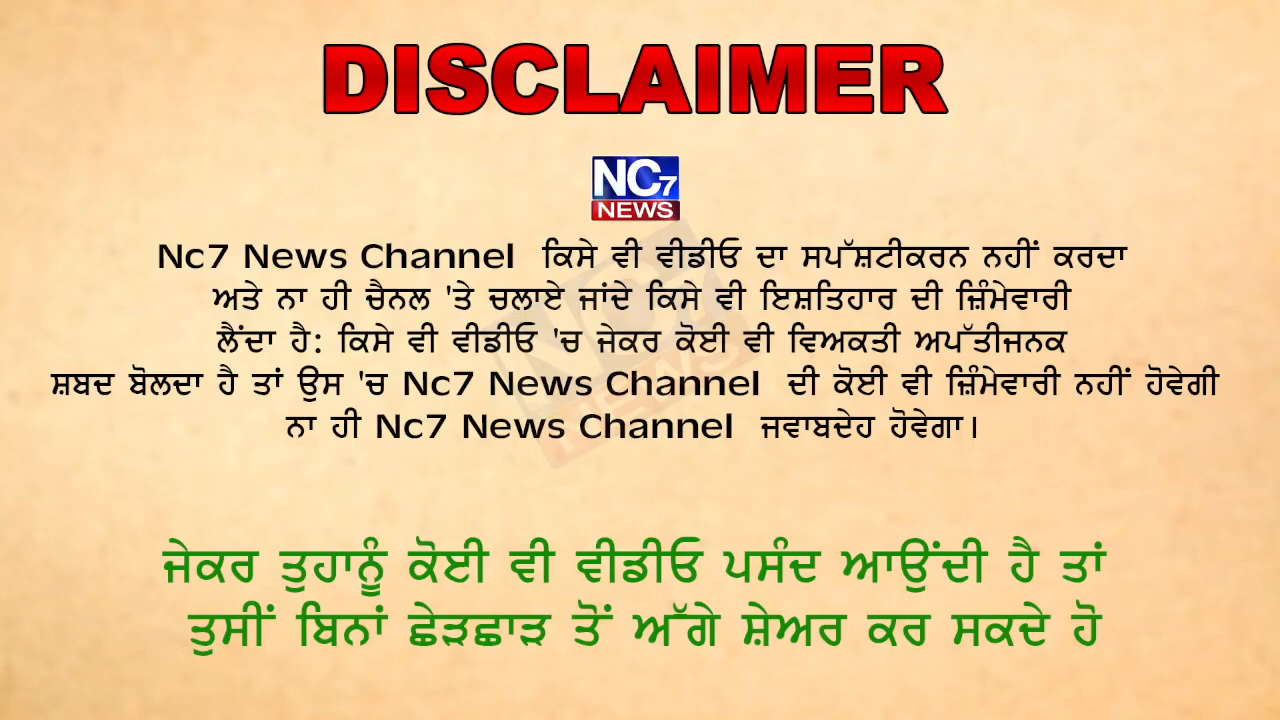 DISCLAIMER
NC7
NEWS
Nc7 News Channel ਕਿਸੇ ਵੀ ਵੀਡੀਓ ਦਾ ਸਪੱਸ਼ਟੀਕਰਨ ਨਹੀਂ ਕਰਦਾ
ਅਤੇ ਨਾ ਹੀ ਚੈਨਲ 'ਤੇ ਚਲਾਏ ਜਾਂਦੇ ਕਿਸੇ ਵੀ ਇਸ਼ਤਿਹਾਰ ਦੀ ਜ਼ਿੰਮੇਵਾਰੀ
ਲੈਂਦਾ ਹੈ: ਕਿਸੇ ਵੀ ਵੀਡੀਓ 'ਚ ਜੇਕਰ ਕੋਈ ਵੀ ਵਿਅਕਤੀ ਅਪੱਤੀਜਨਕ
ਸ਼ਬਦ ਬੋਲਦਾ ਹੈ ਤਾਂ ਉਸ 'ਚ Nc7 News Channel ਦੀ ਕੋਈ ਵੀ ਜ਼ਿੰਮੇਵਾਰੀ ਨਹੀਂ ਹੋਵੇਗੀ
ਨਾ ਹੀ Nc7 News Channel ਜਵਾਬਦੇਹ ਹੋਵੇਗਾ।
ਜੇਕਰ ਤੁਹਾਨੂੰ ਕੋਈ ਵੀ ਵੀਡੀਓ ਪਸੰਦ ਆਉਂਦੀ ਹੈ ਤਾਂ
ਤੁਸੀਂ ਬਿਨਾਂ ਛੇੜਛਾੜ ਤੋਂ ਅੱਗੇ ਸ਼ੇਅਰ ਕਰ ਸਕਦੇ ਹੋ